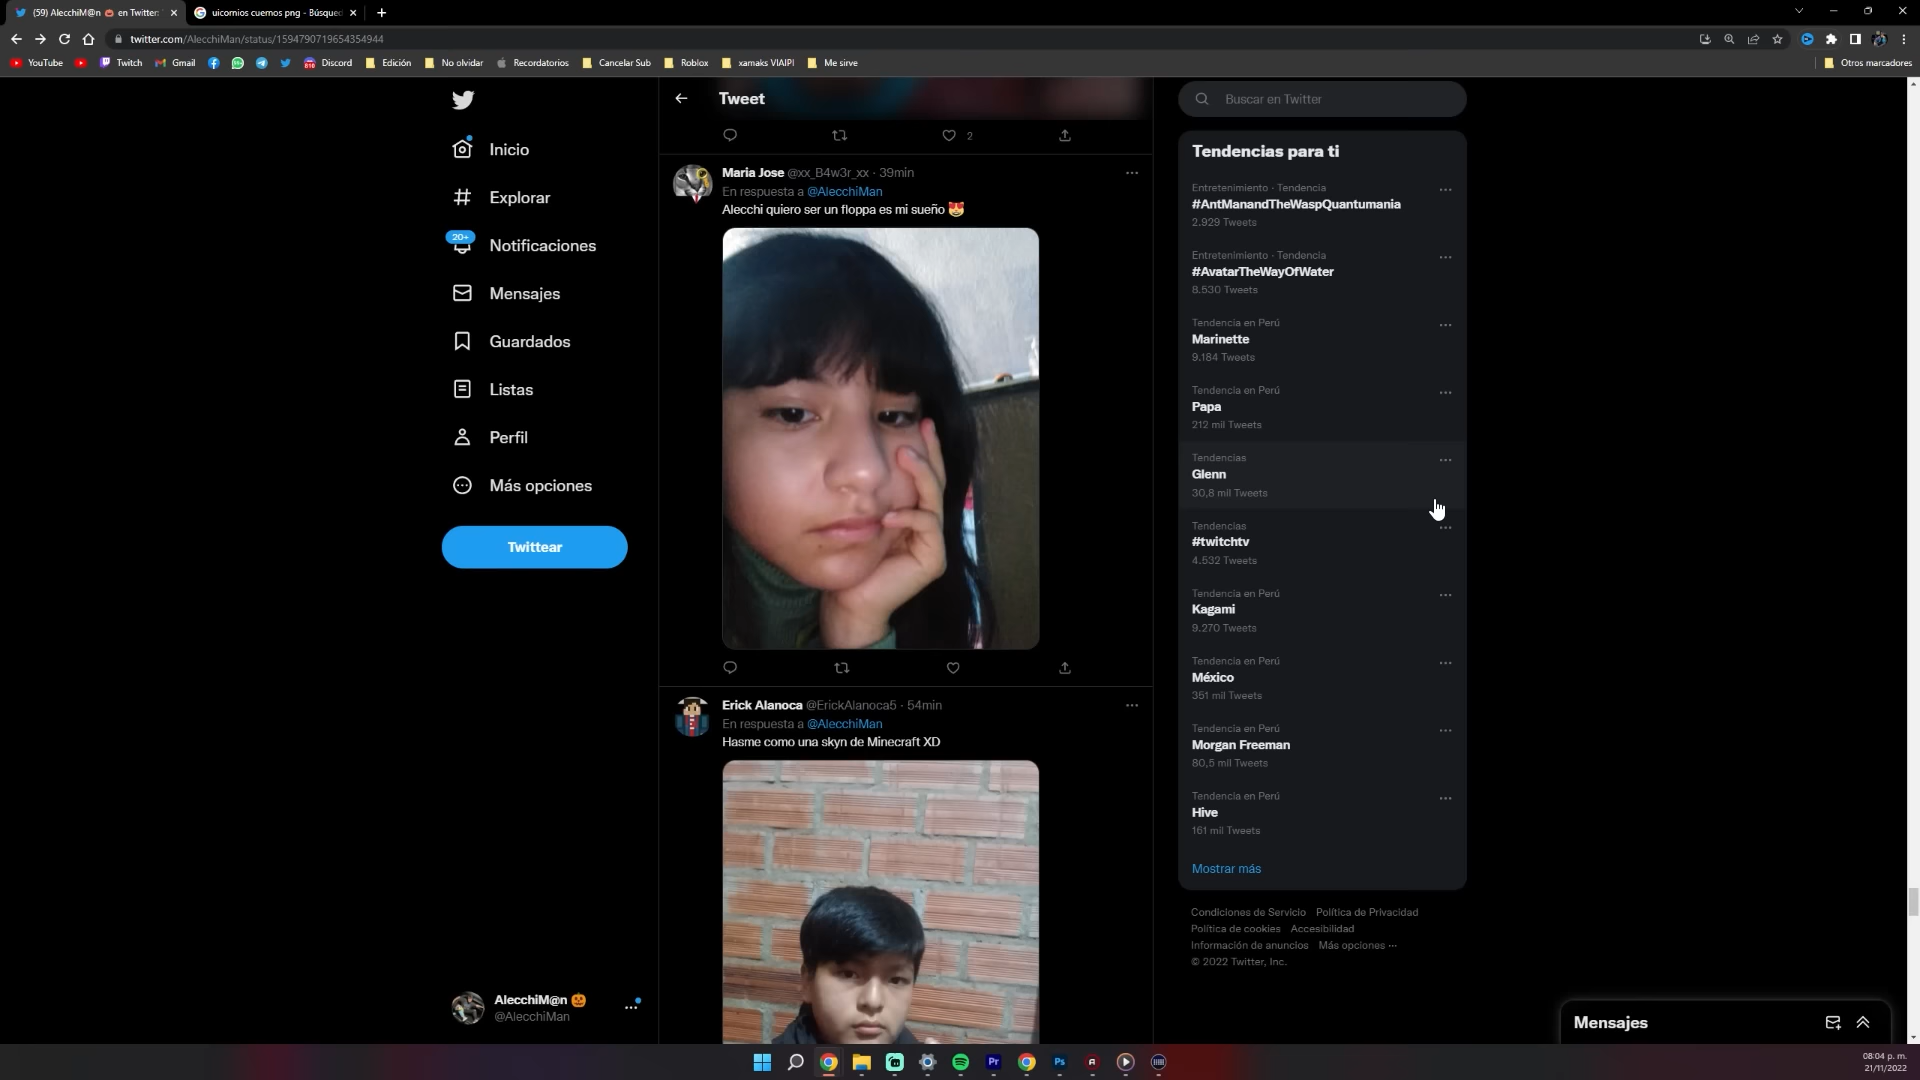 (59) AlecchiM@n 🎃 en Twitter:
uicornios cuernos png - Búsqued
twitter.com/AlecchiMan/status/1594790719654354944
YouTube
Twitch
Gmail
Discord
Edición
No olvidar
Recordatorios
Cancelar Sub
Roblox
xamaks VIAIPI
Me sirve
Otros marcadores
Inicio
Explorar
20+
Notificaciones
Mensajes
Guardados
Listas
Perfil
Más opciones
Twittear
AlecchiM@n 🎃
@AlecchiMan
Tweet
2
Maria Jose @xx_B4w3r_xx · 39min
En respuesta a @AlecchiMan
Alecchi quiero ser un floppa es mi sueño 😻
Erick Alanoca @ErickAlanoca5 · 54min
En respuesta a @AlecchiMan
Hasme como una skyn de Minecraft XD
Buscar en Twitter
Tendencias para ti
Entretenimiento · Tendencia
#AntManandTheWaspQuantumania
2.929 Tweets
Entretenimiento · Tendencia
#AvatarTheWayOfWater
8.530 Tweets
Tendencia en Perú
Marinette
9.184 Tweets
Tendencia en Perú
Papa
212 mil Tweets
Tendencias
Glenn
30,8 mil Tweets
Tendencias
#twitchtv
4.532 Tweets
Tendencia en Perú
Kagami
9.270 Tweets
Tendencia en Perú
México
351 mil Tweets
Tendencia en Perú
Morgan Freeman
80,5 mil Tweets
Tendencia en Perú
Hive
161 mil Tweets
Mostrar más
Condiciones de Servicio Política de Privacidad
Política de cookies Accesibilidad
Información de anuncios Más opciones ···
© 2022 Twitter, Inc.
Mensajes
Pr
Ps
08:04 p. m.
21/11/2022